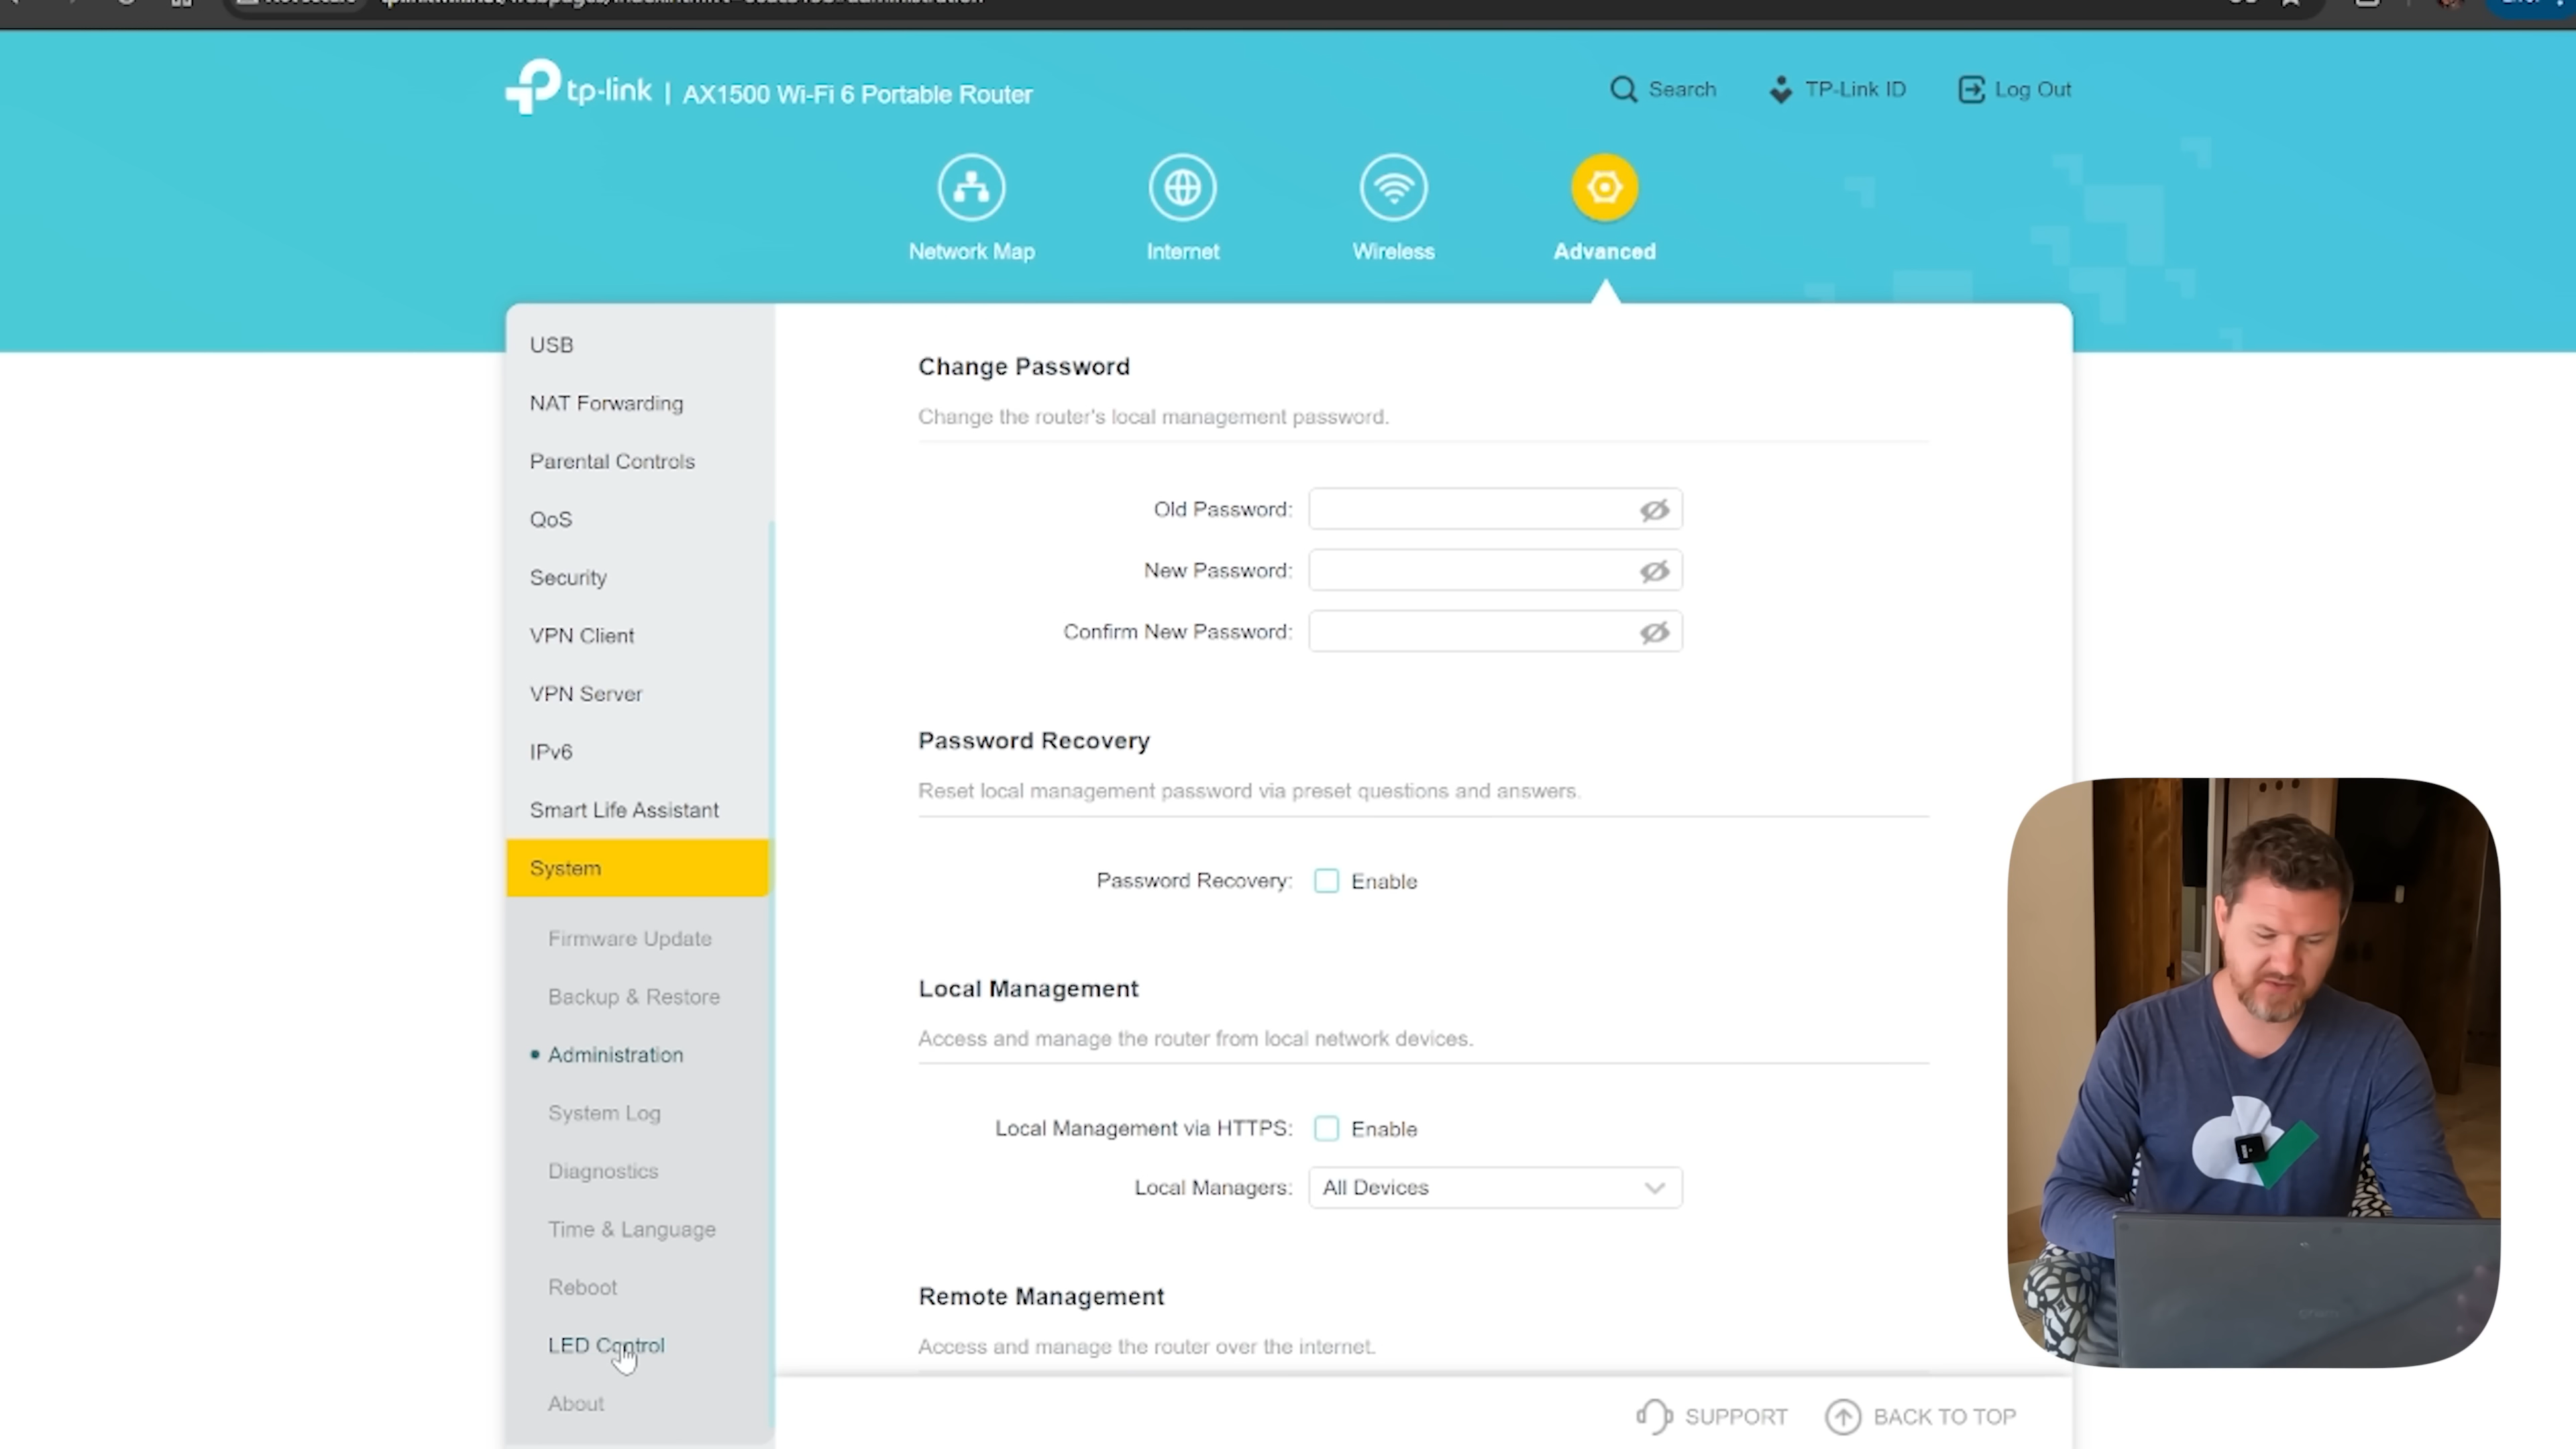 tp-link | AX1500 Wi-Fi 6 Portable Router
Search
TP-Link ID
Log Out
Network Map
Internet
Wireless
Advanced
USB
NAT Forwarding
Parental Controls
QoS
Security
VPN Client
VPN Server
IPv6
Smart Life Assistant
System
Firmware Update
Backup & Restore
Administration
System Log
Diagnostics
Time & Language
Reboot
LED Control
About
Change Password
Change the router's local management password.
Old Password:
New Password:
Confirm New Password:
Password Recovery
Reset local management password via preset questions and answers.
Password Recovery: Enable
Local Management
Access and manage the router from local network devices.
Local Management via HTTPS: Enable
Local Managers: All Devices
Remote Management
Access and manage the router over the internet.
SUPPORT
BACK TO TOP